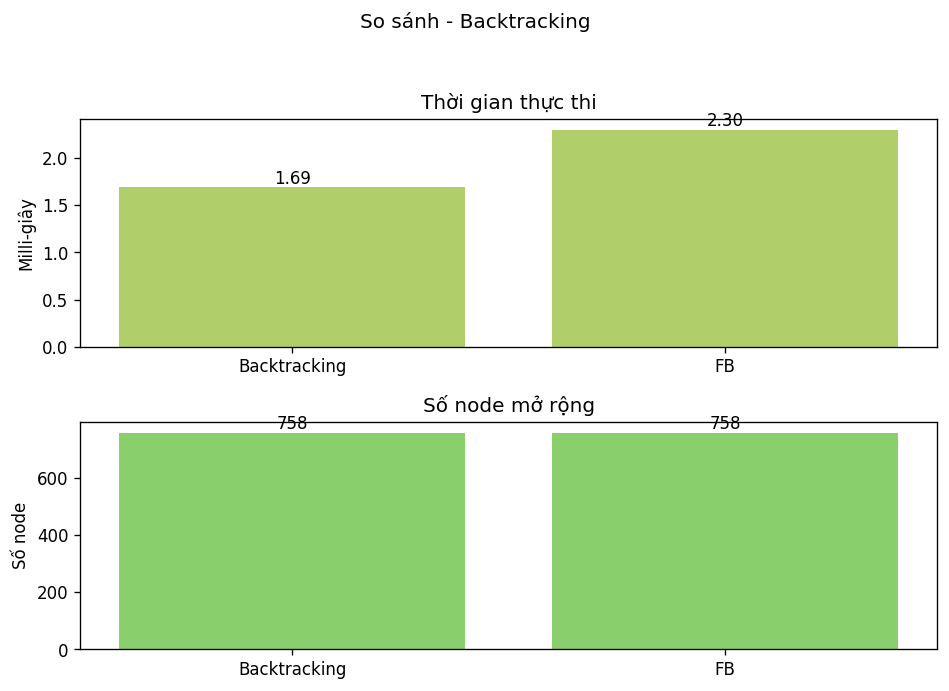 So sánh - Backtracking
Thời gian thực thi
2.30
1.69
2.0
1.5
1.0
0.5
0.0
Milli-giây
Backtracking
FB
Số node mở rộng
758
758
600
400
200
0
Số node
Backtracking
FB